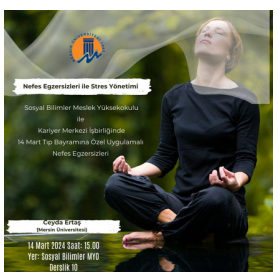 Nefes Egzersizleri ile Stres Yönetimi
Sosyal Bilimler Meslek Yüksekokulu
ile
Kariyer Merkezi işbirliğinde
14 Mart Tıp Bayramına Özel Uygulamalı
Nefes Egzersizleri
Ceyda Ertaş
(Mersin Üniversitesi)
14 Mart 2024 Saat: 15.00
Yer: Sosyal Bilimler MYO
Derslik 10